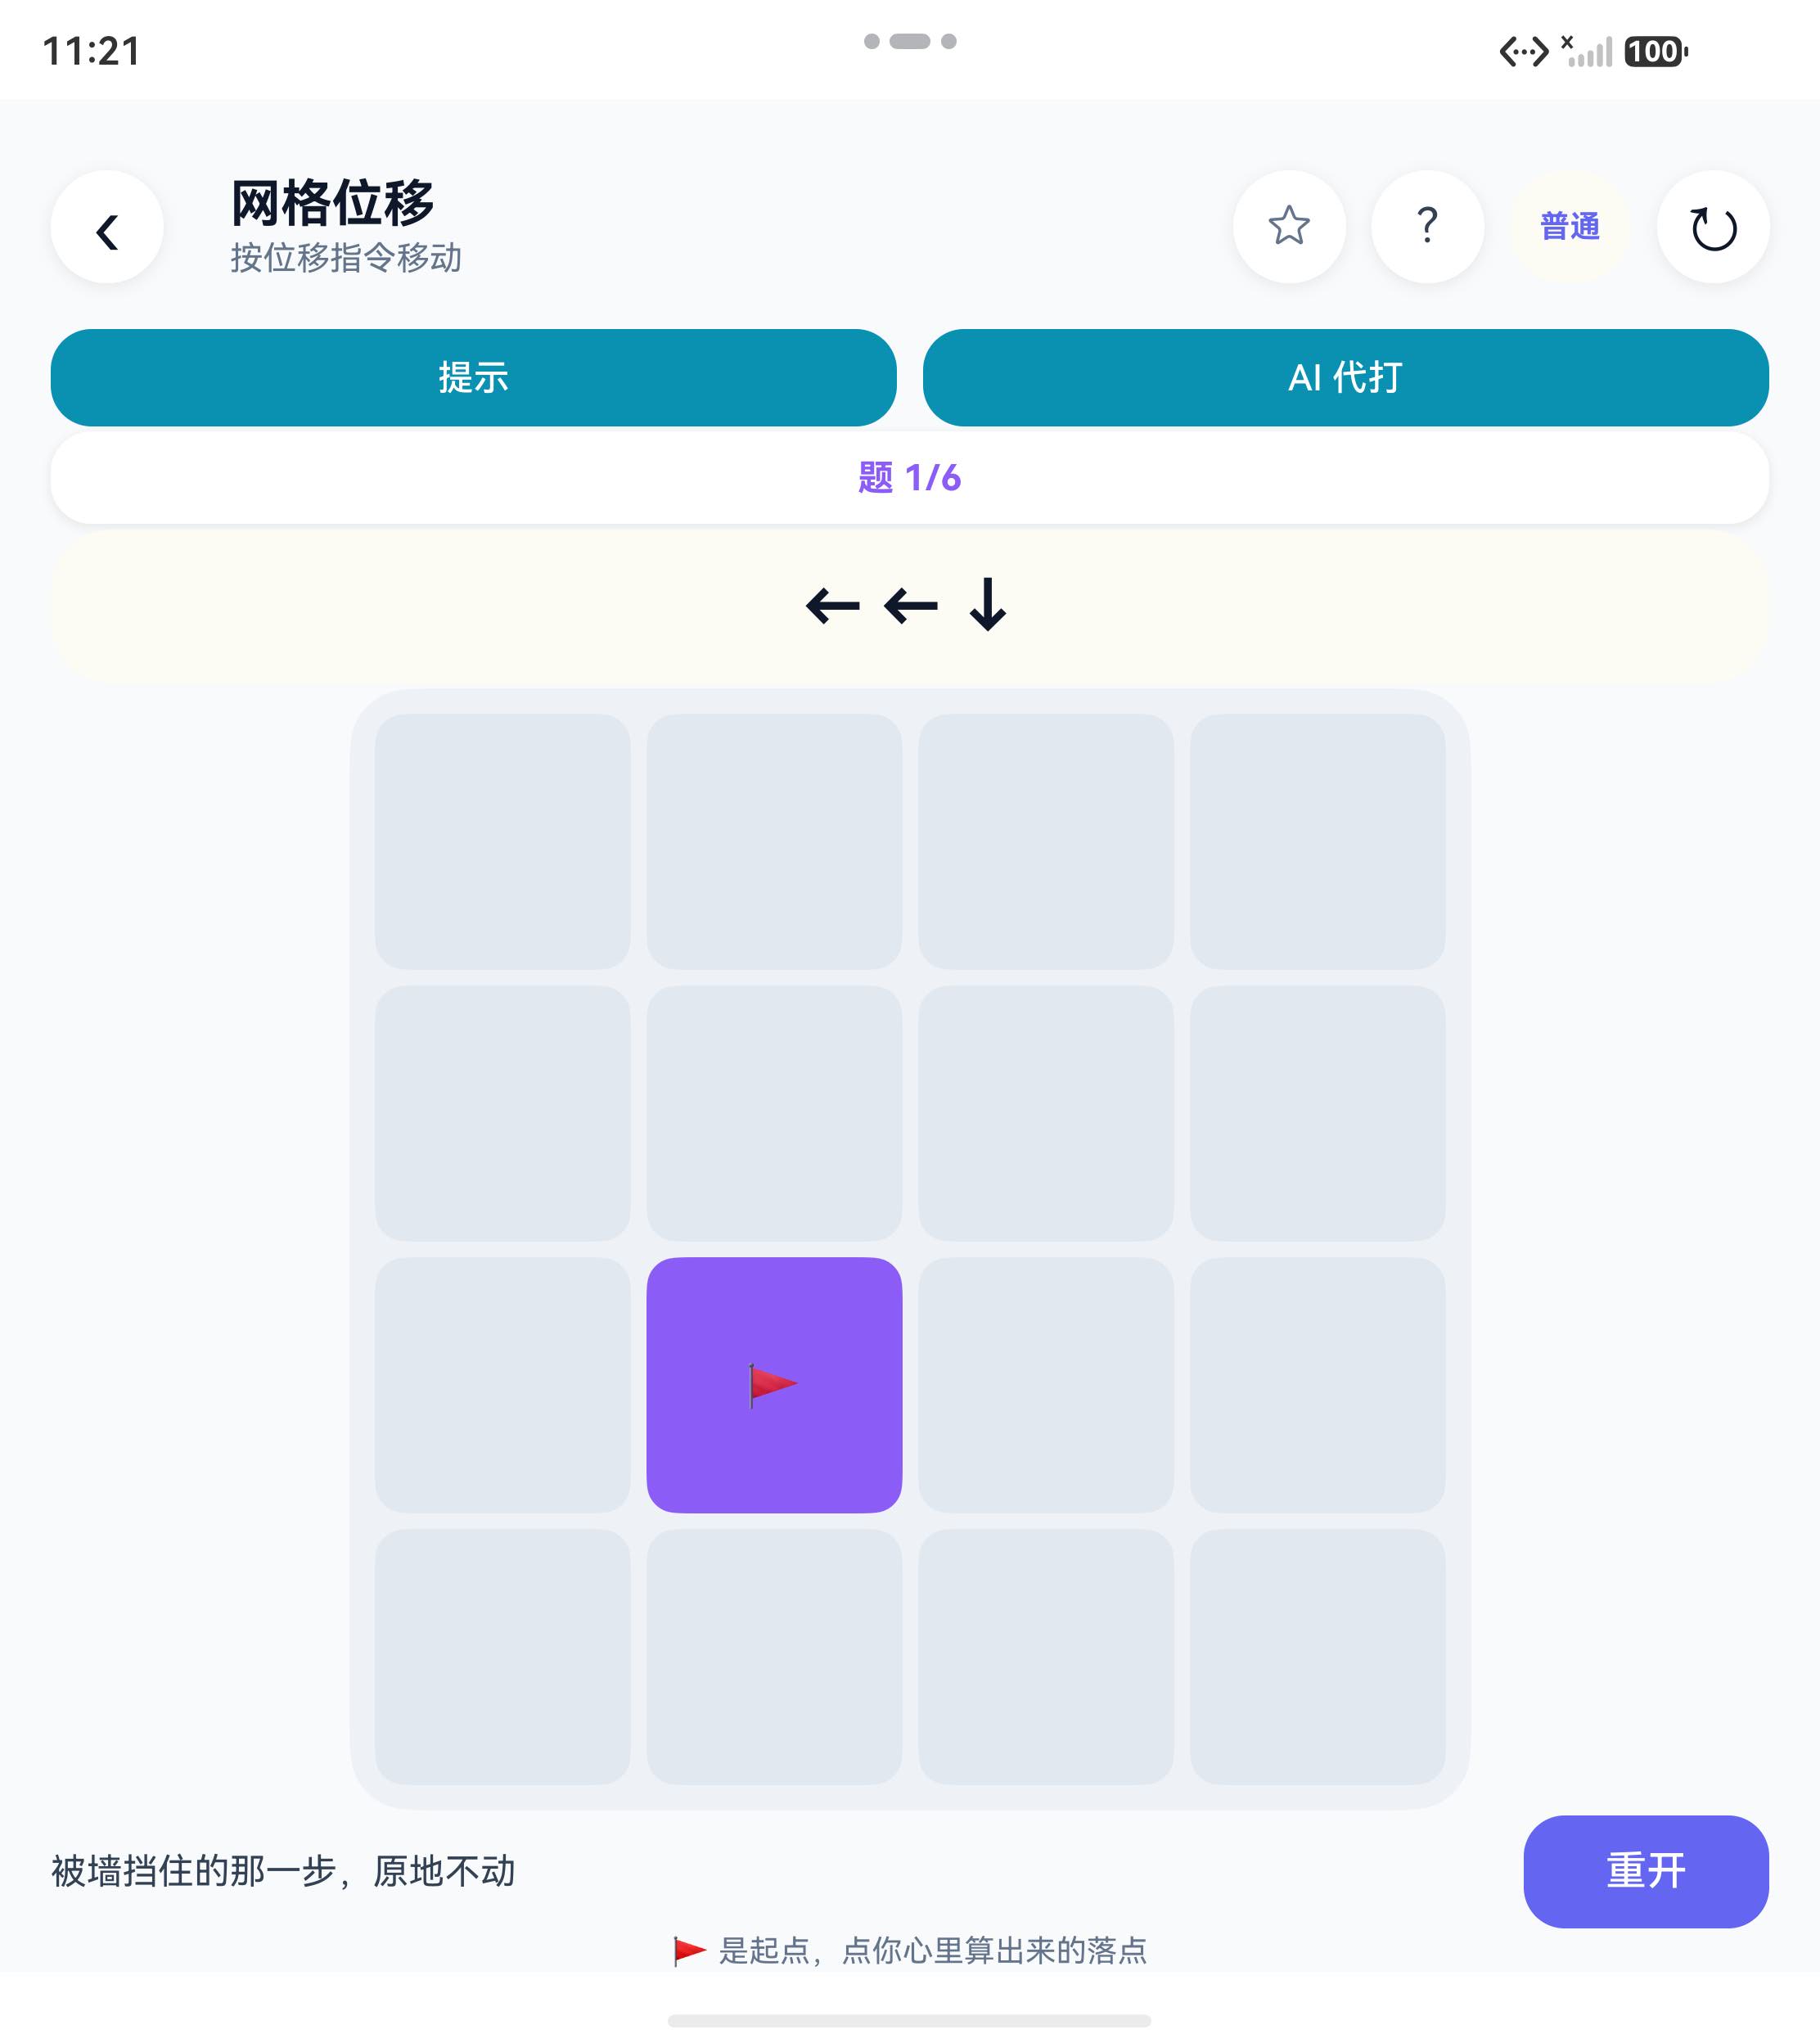 11:21
100
网格位移
按位移指令移动
?
普通
提示
AI 代打
题 1/6
← ← ↓
被墙挡住的那一步，原地不动
重开
🚩 是起点，点你心里算出来的落点